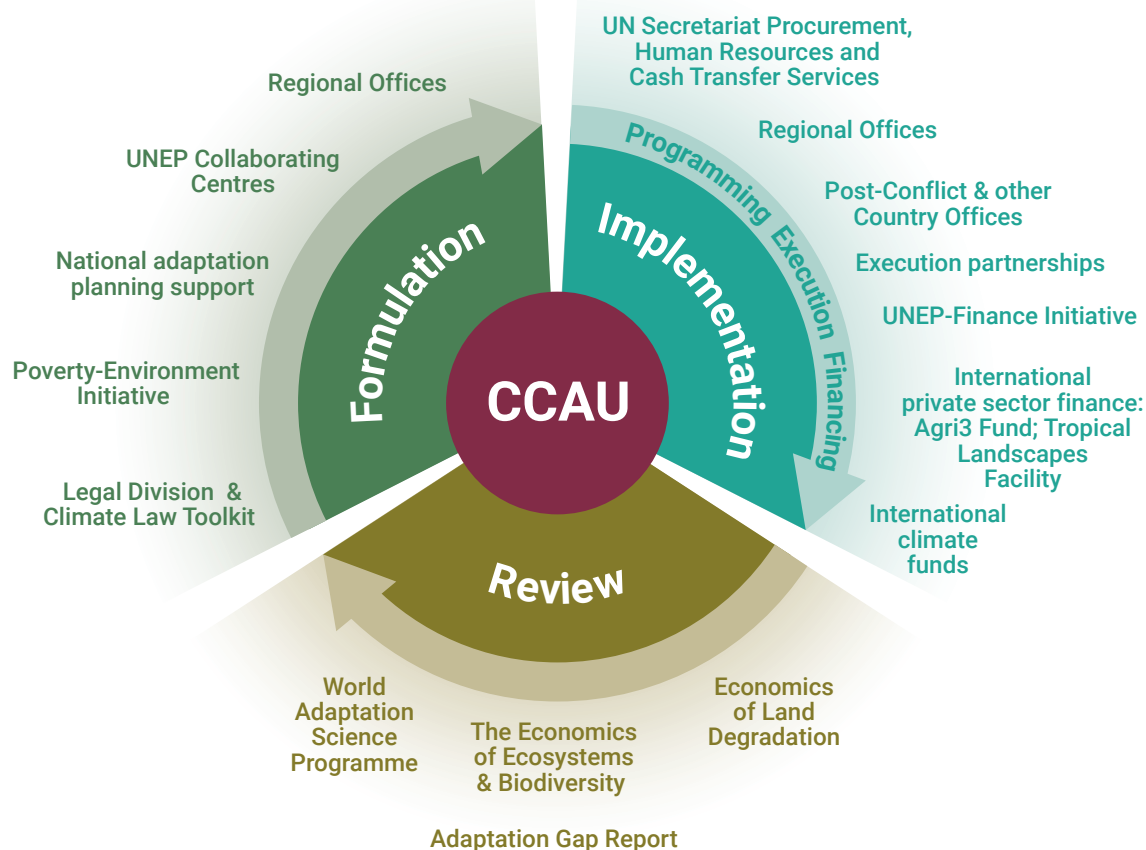 UN Secretariat Procurement,
Human Resources and
Cash Transfer Services
Regional Offices
Post-Conflict & other
Country Offices
Execution partnerships
UNEP-Finance Initiative
International
private sector finance:
Agri3 Fund; Tropical
Landscapes
Facility
International
climate
funds
Programming Execution Financing
Implementation
Regional Offices
UNEP Collaborating
Centres
National adaptation
planning support
Poverty-Environment
Initiative
Legal Division &
Climate Law Toolkit
Formulation
CCAU
Review
World
Adaptation
Science
Programme
The Economics
of Ecosystems
& Biodiversity
Economics
of Land
Degradation
Adaptation Gap Report